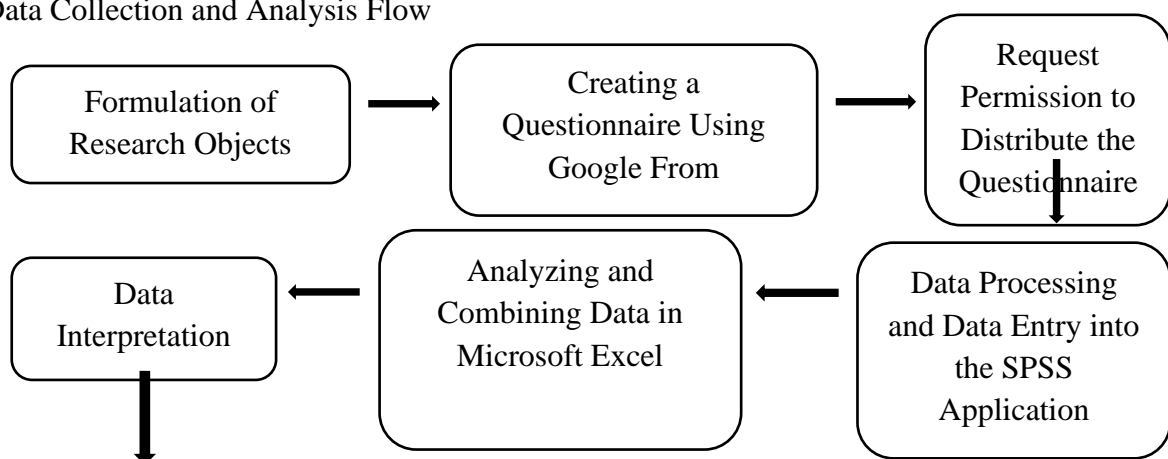 Data Collection and Analysis Flow
Formulation of
Research Objects
Creating a
Questionnaire Using
Google From
Request
Permission to
Distribute the
Questionnaire
Data Processing
and Data Entry into
the SPSS
Application
Analyzing and
Combining Data in
Microsoft Excel
Data
Interpretation